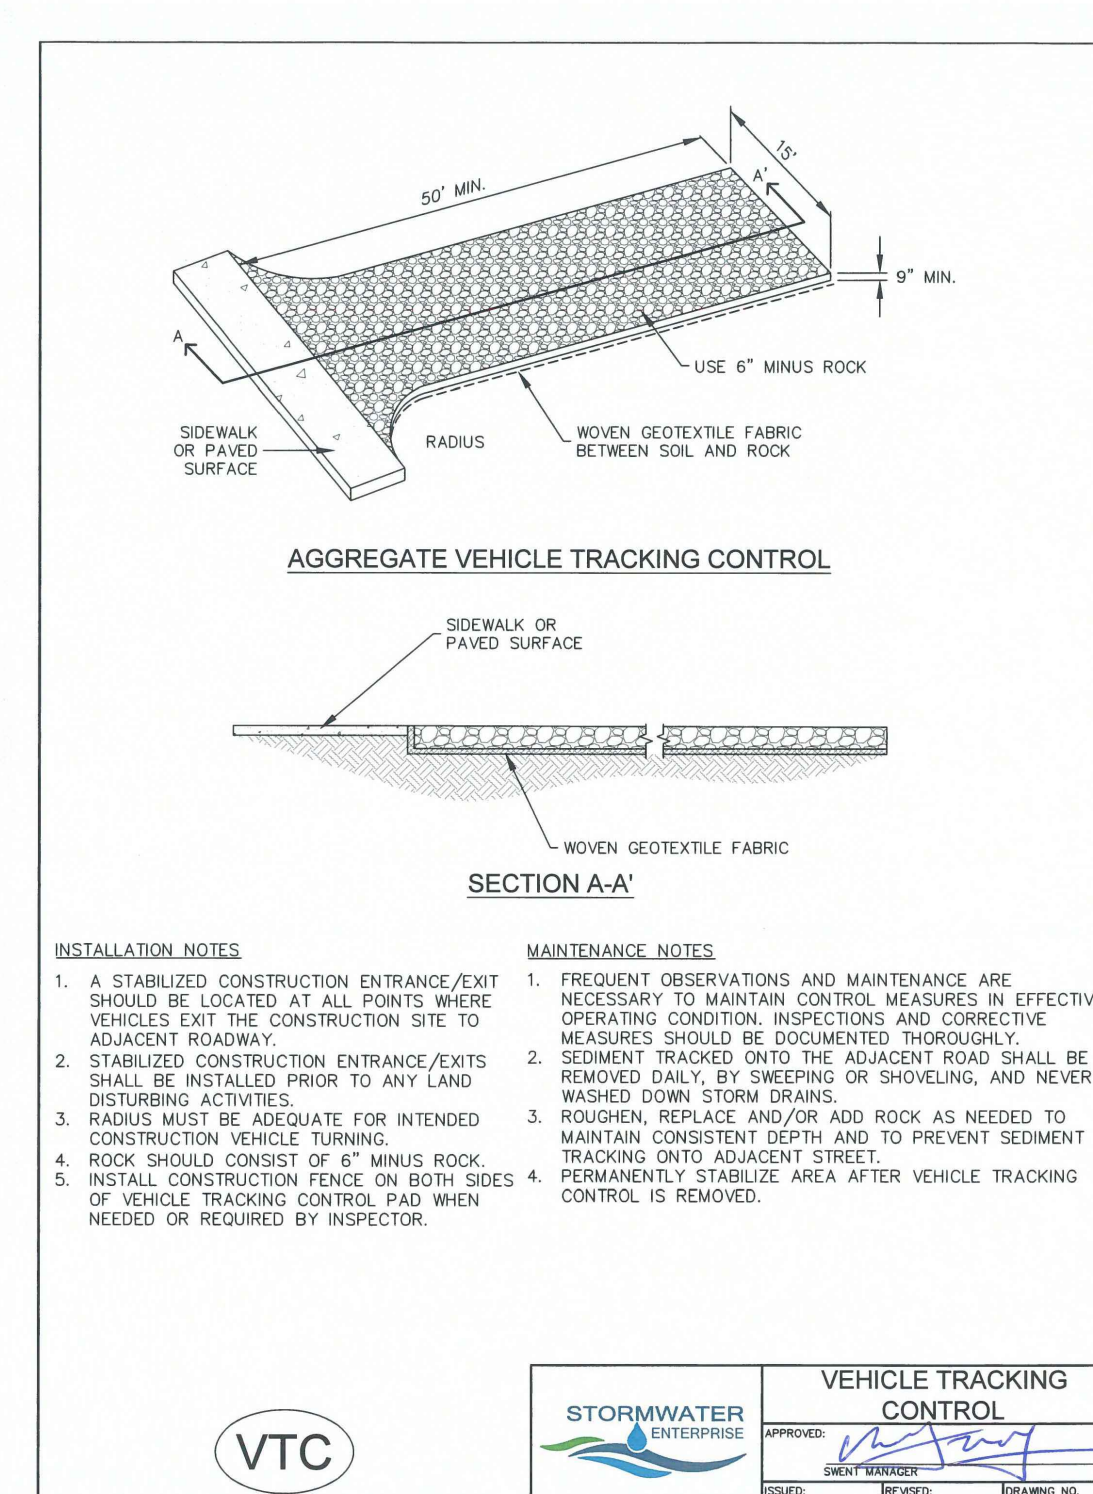 50' MIN.
15'
A'
9" MIN.
A
USE 6" MINUS ROCK
SIDEWALK
OR PAVED
SURFACE
RADIUS
WOVEN GEOTEXTILE FABRIC
BETWEEN SOIL AND ROCK
AGGREGATE VEHICLE TRACKING CONTROL
SIDEWALK OR
PAVED SURFACE
WOVEN GEOTEXTILE FABRIC
SECTION A-A'
INSTALLATION NOTES
1. A STABILIZED CONSTRUCTION ENTRANCE/EXIT
SHOULD BE LOCATED AT ALL POINTS WHERE
VEHICLES EXIT THE CONSTRUCTION SITE TO
ADJACENT ROADWAY.
2. STABILIZED CONSTRUCTION ENTRANCE/EXITS
SHALL BE INSTALLED PRIOR TO ANY LAND
DISTURBING ACTIVITIES.
3. RADIUS MUST BE ADEQUATE FOR INTENDED
CONSTRUCTION VEHICLE TURNING.
4. ROCK SHOULD CONSIST OF 6" MINUS ROCK.
5. INSTALL CONSTRUCTION FENCE ON BOTH SIDES
OF VEHICLE TRACKING CONTROL PAD WHEN
NEEDED OR REQUIRED BY INSPECTOR.
MAINTENANCE NOTES
1. FREQUENT OBSERVATIONS AND MAINTENANCE ARE
NECESSARY TO MAINTAIN CONTROL MEASURES IN EFFECTIV
OPERATING CONDITION. INSPECTIONS AND CORRECTIVE
MEASURES SHOULD BE DOCUMENTED THOROUGHLY.
2. SEDIMENT TRACKED ONTO THE ADJACENT ROAD SHALL BE
REMOVED DAILY, BY SWEEPING OR SHOVELING, AND NEVER
WASHED DOWN STORM DRAINS.
3. ROUGHEN, REPLACE AND/OR ADD ROCK AS NEEDED TO
MAINTAIN CONSISTENT DEPTH AND TO PREVENT SEDIMENT
TRACKING ONTO ADJACENT STREET.
4. PERMANENTLY STABILIZE AREA AFTER VEHICLE TRACKING
CONTROL IS REMOVED.
VTC
STORMWATER
ENTERPRISE
VEHICLE TRACKING
CONTROL
APPROVED:
SWENT MANAGER
ISSUED: REVISED: DRAWING NO.